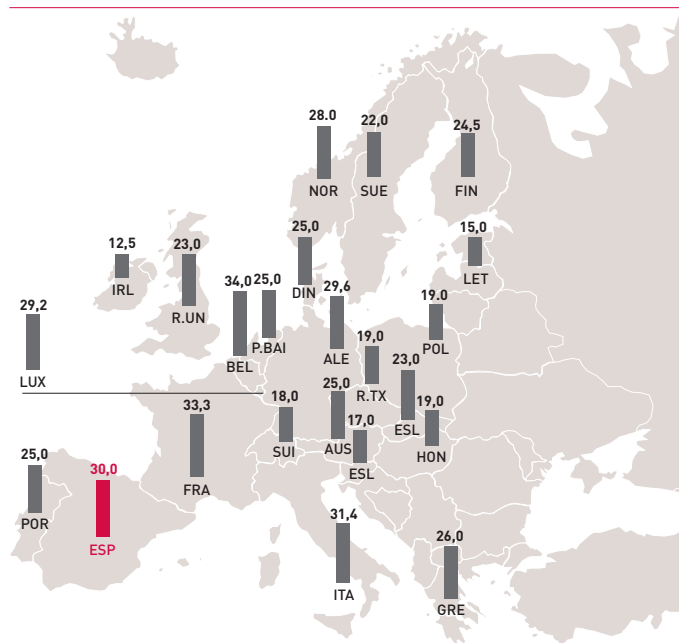 28.0
NOR
22,0
SUE
24,5
FIN
12,5
IRL
23,0
R.UN
25,0
DIN
15,0
LET
29,2
LUX
34,0
BEL
25,0
P.BAI
29,6
ALE
19.0
POL
19,0
R.TX
23,0
ESL
18,0
SUI
25,0
AUS
17,0
ESL
19,0
HON
33,3
FRA
25,0
POR
30,0
ESP
31,4
ITA
26,0
GRE